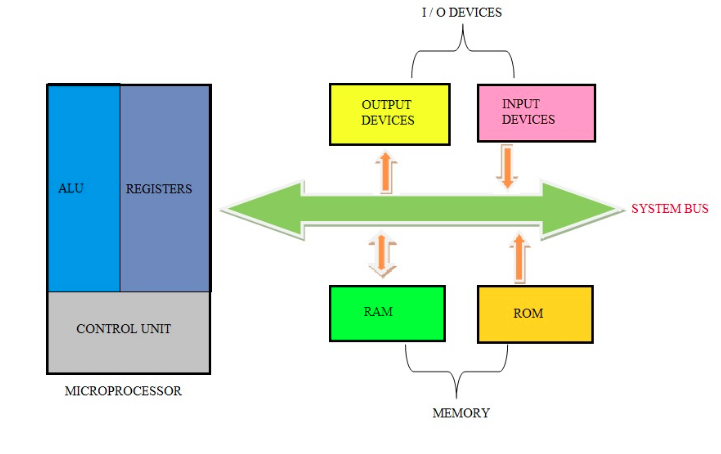 I / O DEVICES
OUTPUT
DEVICES
INPUT
DEVICES
ALU
REGISTERS
SYSTEM BUS
RAM
ROM
CONTROL UNIT
MICROPROCESSOR
MEMORY